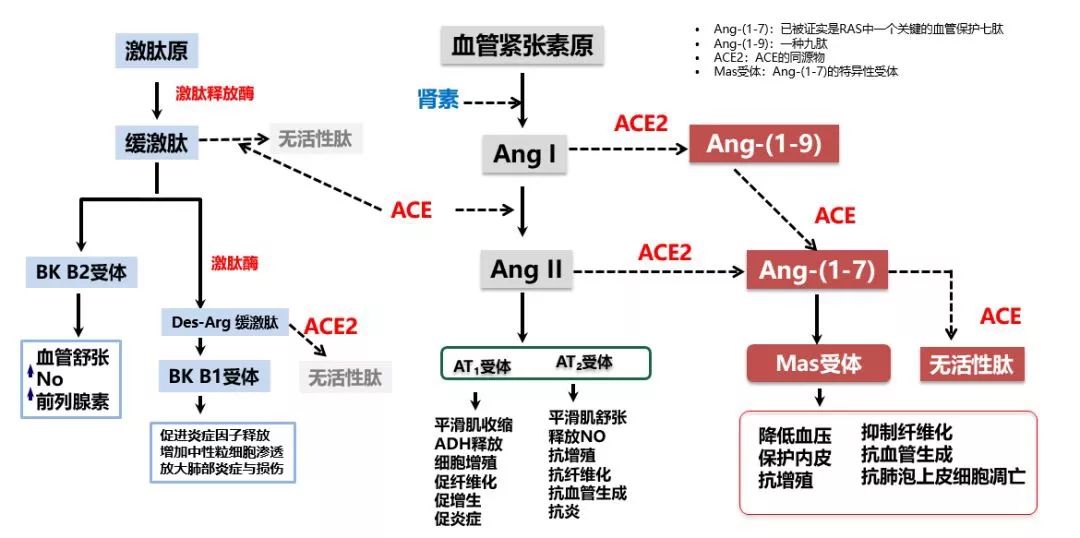 激肽原
激肽释放酶
缓激肽
无活性肽
ACE
BK B2受体
激肽酶
血管舒张
No
前列腺素
Des-Arg 缓激肽
ACE2
无活性肽
BK B1受体
促进炎症因子释放
增加中性粒细胞渗透
放大肺部炎症与损伤
血管紧张素原
肾素
Ang I
ACE2
Ang-(1-9)
ACE
Ang II
ACE2
Ang-(1-7)
ACE
无活性肽
AT1受体
AT2受体
平滑肌收缩
ADH释放
细胞增殖
促纤维化
促增生
促炎症
平滑肌舒张
释放NO
抗增殖
抗纤维化
抗血管生成
抗炎
Mas受体
降低血压
保护内皮
抗增殖
抑制纤维化
抗血管生成
抗肺泡上皮细胞凋亡
• Ang-(1-7)：已被证实是RAS中一个关键的血管保护七肽
• Ang-(1-9)：一种九肽
• ACE2：ACE的同源物
• Mas受体：Ang-(1-7)的特异性受体